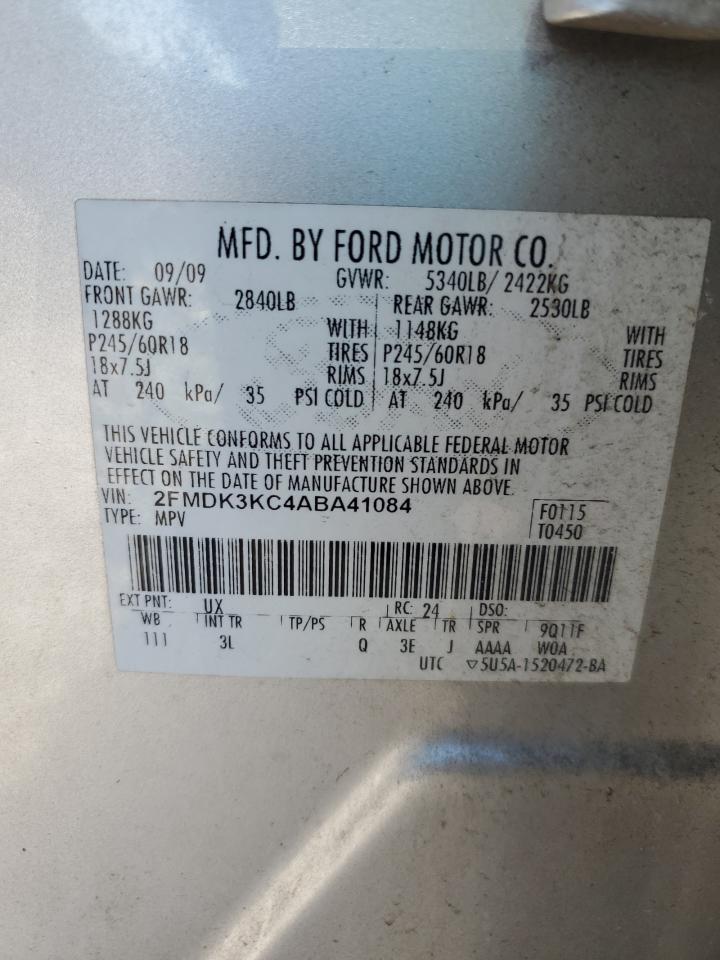 MFD. BY FORD MOTOR CO.
DATE: 09/09 GVWR: 5340LB/ 2422KG
FRONT GAWR: 2840LB REAR GAWR: 2530LB
1288KG WITH 1148KG WITH
P245/60R18 TIRES P245/60R18 TIRES
18x7.5J RIMS 18x7.5J RIMS
AT 240 kPa/ 35 PSI COLD AT 240 kPa/ 35 PSI COLD
THIS VEHICLE CONFORMS TO ALL APPLICABLE FEDERAL MOTOR
VEHICLE SAFETY AND THEFT PREVENTION STANDARDS IN
EFFECT ON THE DATE OF MANUFACTURE SHOWN ABOVE.
VIN: 2FMDK3KC4ABA41084 F0115
TYPE: MPV T0450
EXT PNT: UX RC: 24 DSO:
WB INT TR TP/PS R AXLE TR SPR 9Q11F
111 3L Q 3E J AAAA W0A
UTC ▽5U5A-1520472-BA